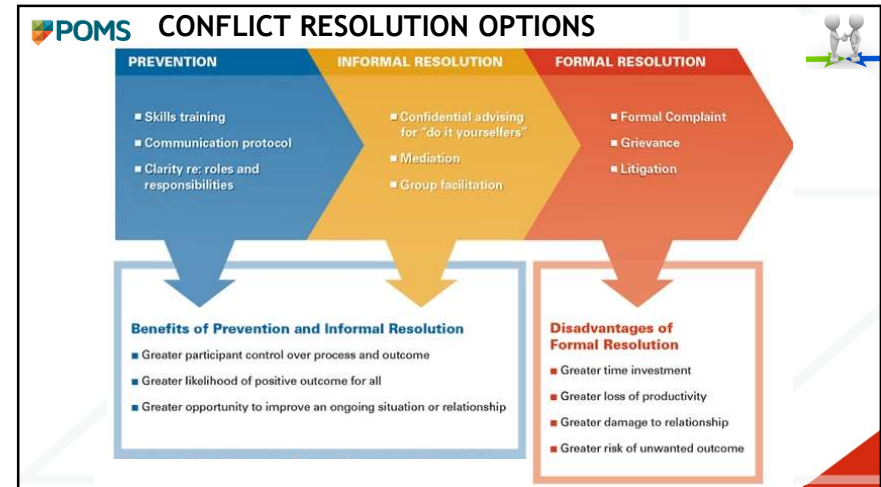 POMS CONFLICT RESOLUTION OPTIONS
PREVENTION
■ Skills training
■ Communication protocol
■ Clarity re: roles and
responsibilities
INFORMAL RESOLUTION
■ Confidential advising
for "do it yourselfers"
■ Mediation
■ Group facilitation
FORMAL RESOLUTION
■ Formal Complaint
■ Grievance
■ Litigation
Benefits of Prevention and Informal Resolution
■ Greater participant control over process and outcome
■ Greater likelihood of positive outcome for all
■ Greater opportunity to improve an ongoing situation or relationship
Disadvantages of
Formal Resolution
■ Greater time investment
■ Greater loss of productivity
■ Greater damage to relationship
■ Greater risk of unwanted outcome